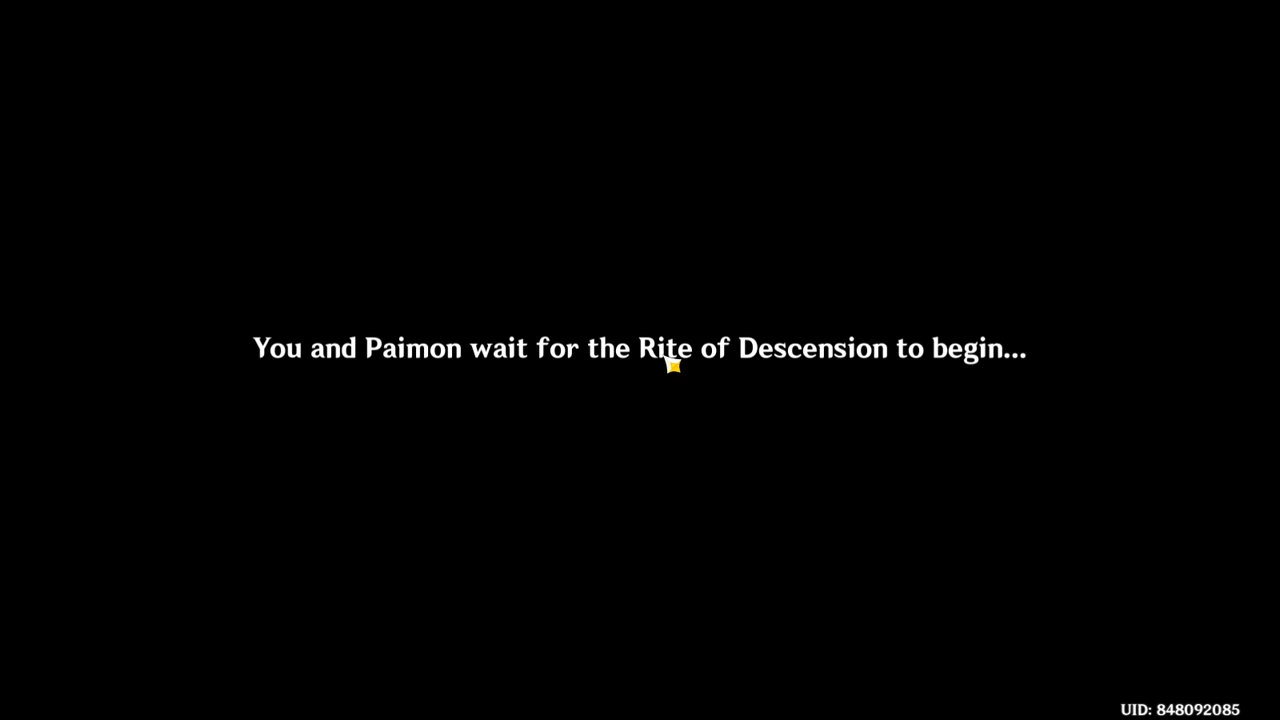 You and Paimon wait for the Rite of Descension to begin...
UID: 848092085